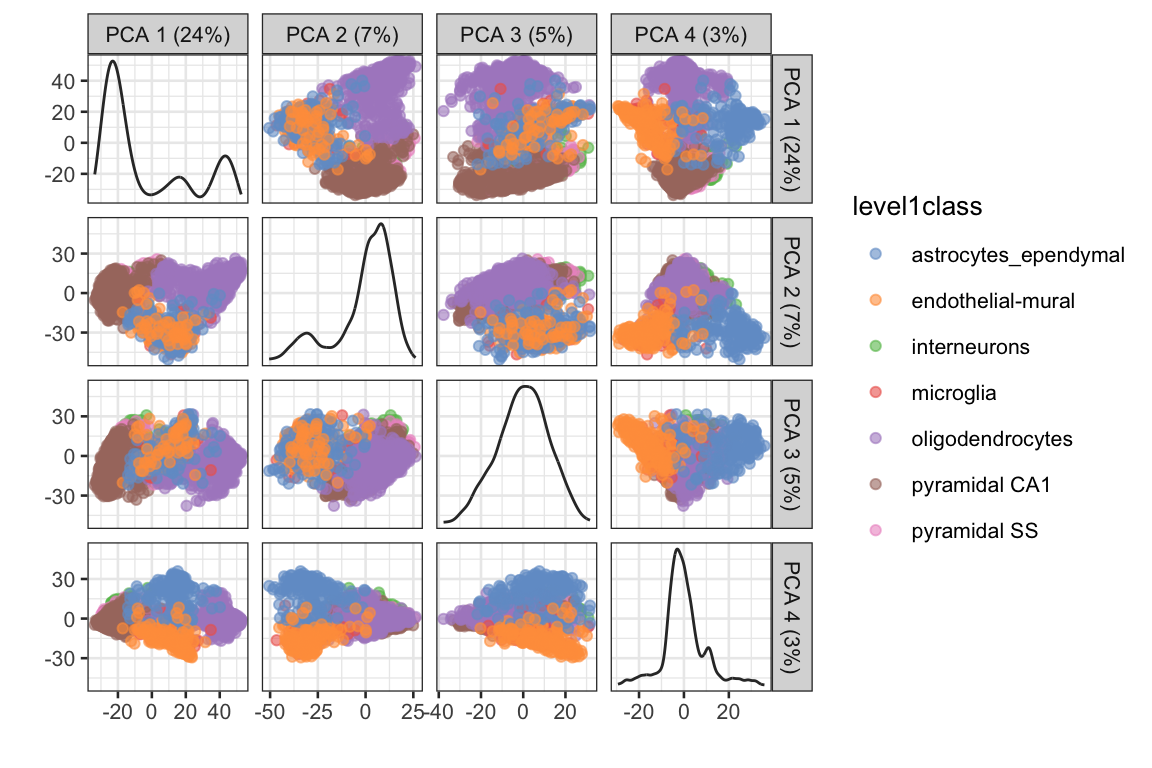 PCA 1 (24%) PCA 2 (7%) PCA 3 (5%) PCA 4 (3%)
40
20
0
-20
PCA 1 (24%)
30
0
-30
PCA 2 (7%)
30
0
-30
PCA 3 (5%)
30
0
-30
PCA 4 (3%)
-20 0 20 40 -50 -25 0 25 -40 -20 0 20 -20 0 20
level1class
astrocytes_ependymal
endothelial-mural
interneurons
microglia
oligodendrocytes
pyramidal CA1
pyramidal SS